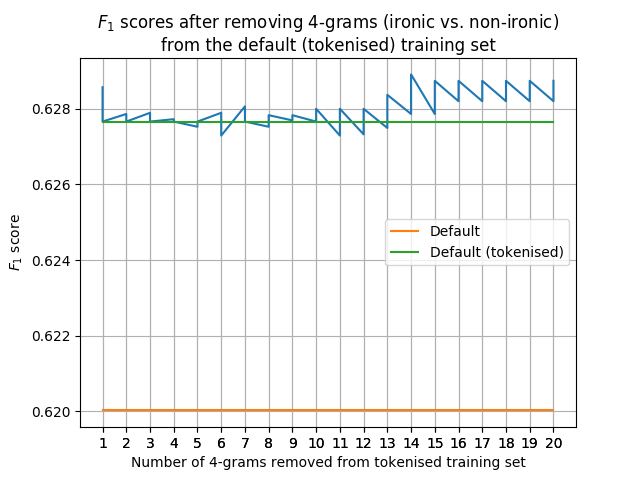 F1 scores after removing 4-grams (ironic vs. non-ironic)
from the default (tokenised) training set
F1 score
0.628
0.626
0.624
0.622
0.620
Default
Default (tokenised)
1 2 3 4 5 6 7 8 9 10 11 12 13 14 15 16 17 18 19 20
Number of 4-grams removed from tokenised training set